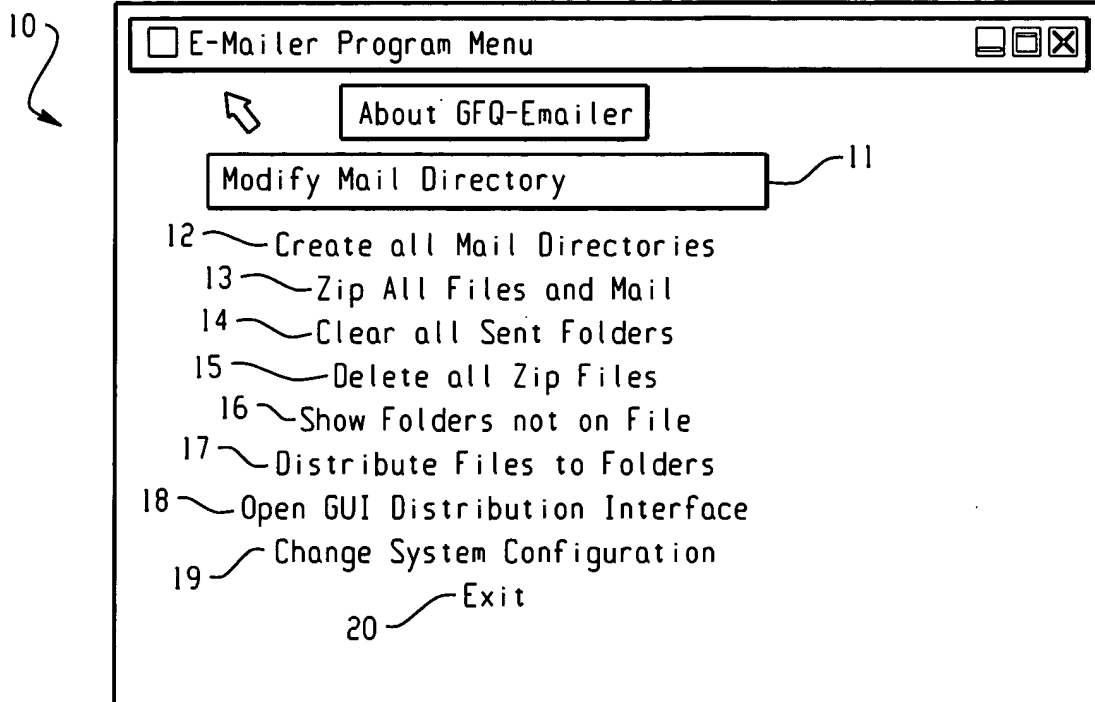 10
E-Mailer Program Menu
About GFQ-Emailer
Modify Mail Directory 11
12 Create all Mail Directories
13 Zip All Files and Mail
14 Clear all Sent Folders
15 Delete all Zip Files
16 Show Folders not on File
17 Distribute Files to Folders
18 Open GUI Distribution Interface
19 Change System Configuration
20 Exit